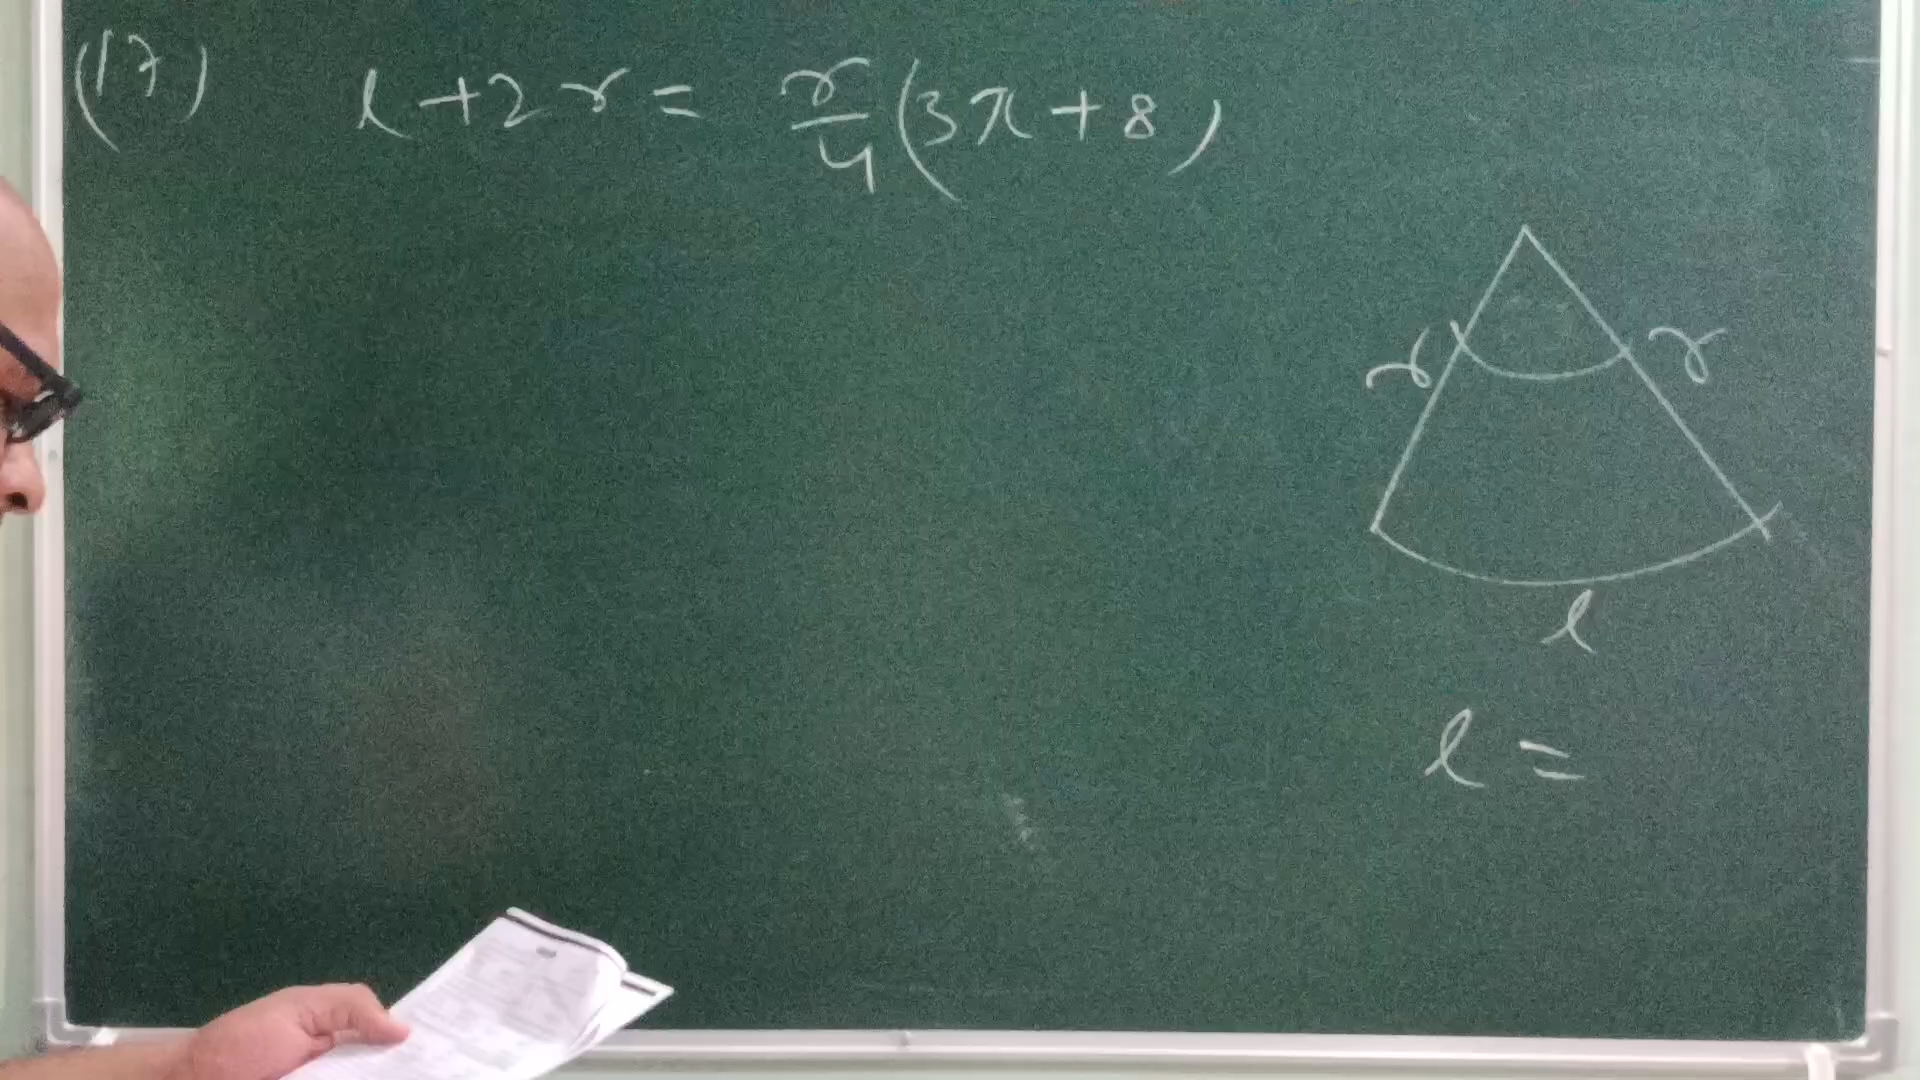 (17) l + 2r = r/4 (3π + 8)
r r
l
l =